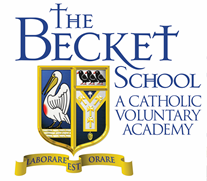 THE
BECKET
SCHOOL
A CATHOLIC
VOLUNTARY
ACADEMY
LABORARE EST ORARE